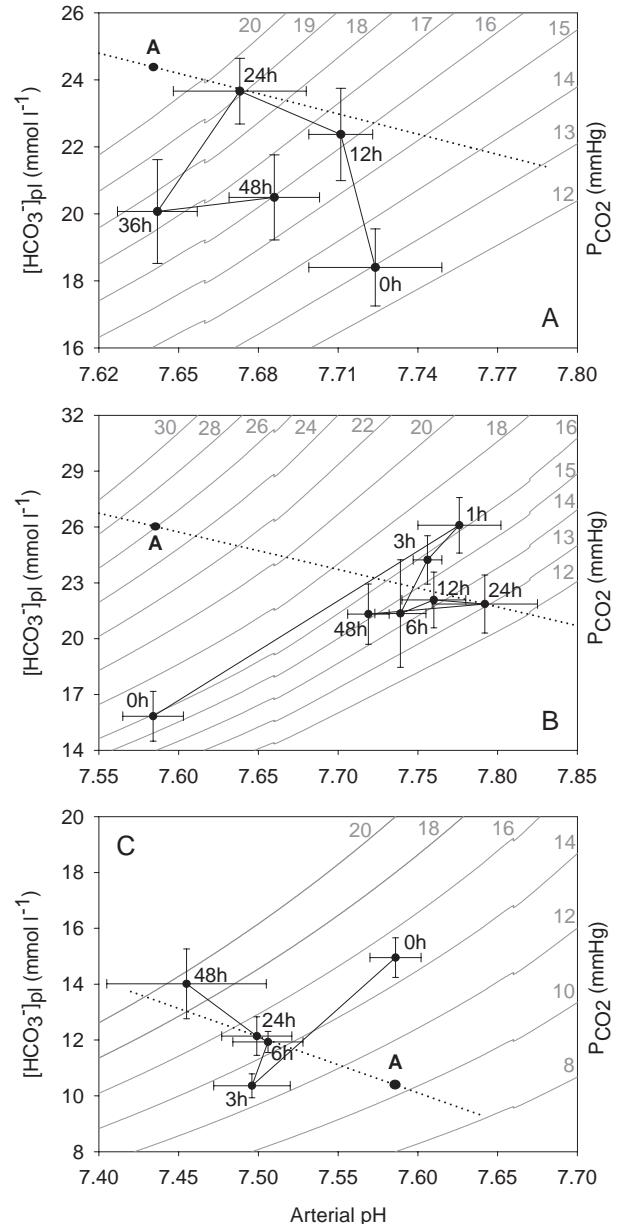 26
24
22
20
18
16
20
19
18
17
16
15
14
13
12
A
24h
12h
48h
36h
0h
A
7.62
7.65
7.68
7.71
7.74
7.77
7.80
[HCO3-]pl (mmol l-1)
PCO2 (mmHg)
32
29
26
23
20
17
14
30
28
26
24
22
20
18
16
15
14
13
12
A
1h
3h
12h
24h
48h
6h
0h
B
7.55
7.60
7.65
7.70
7.75
7.80
7.85
[HCO3-]pl (mmol l-1)
PCO2 (mmHg)
20
18
16
14
12
10
8
C
20
18
16
14
12
10
8
0h
48h
24h
6h
3h
A
7.40
7.45
7.50
7.55
7.60
7.65
7.70
[HCO3-]pl (mmol l-1)
PCO2 (mmHg)
Arterial pH